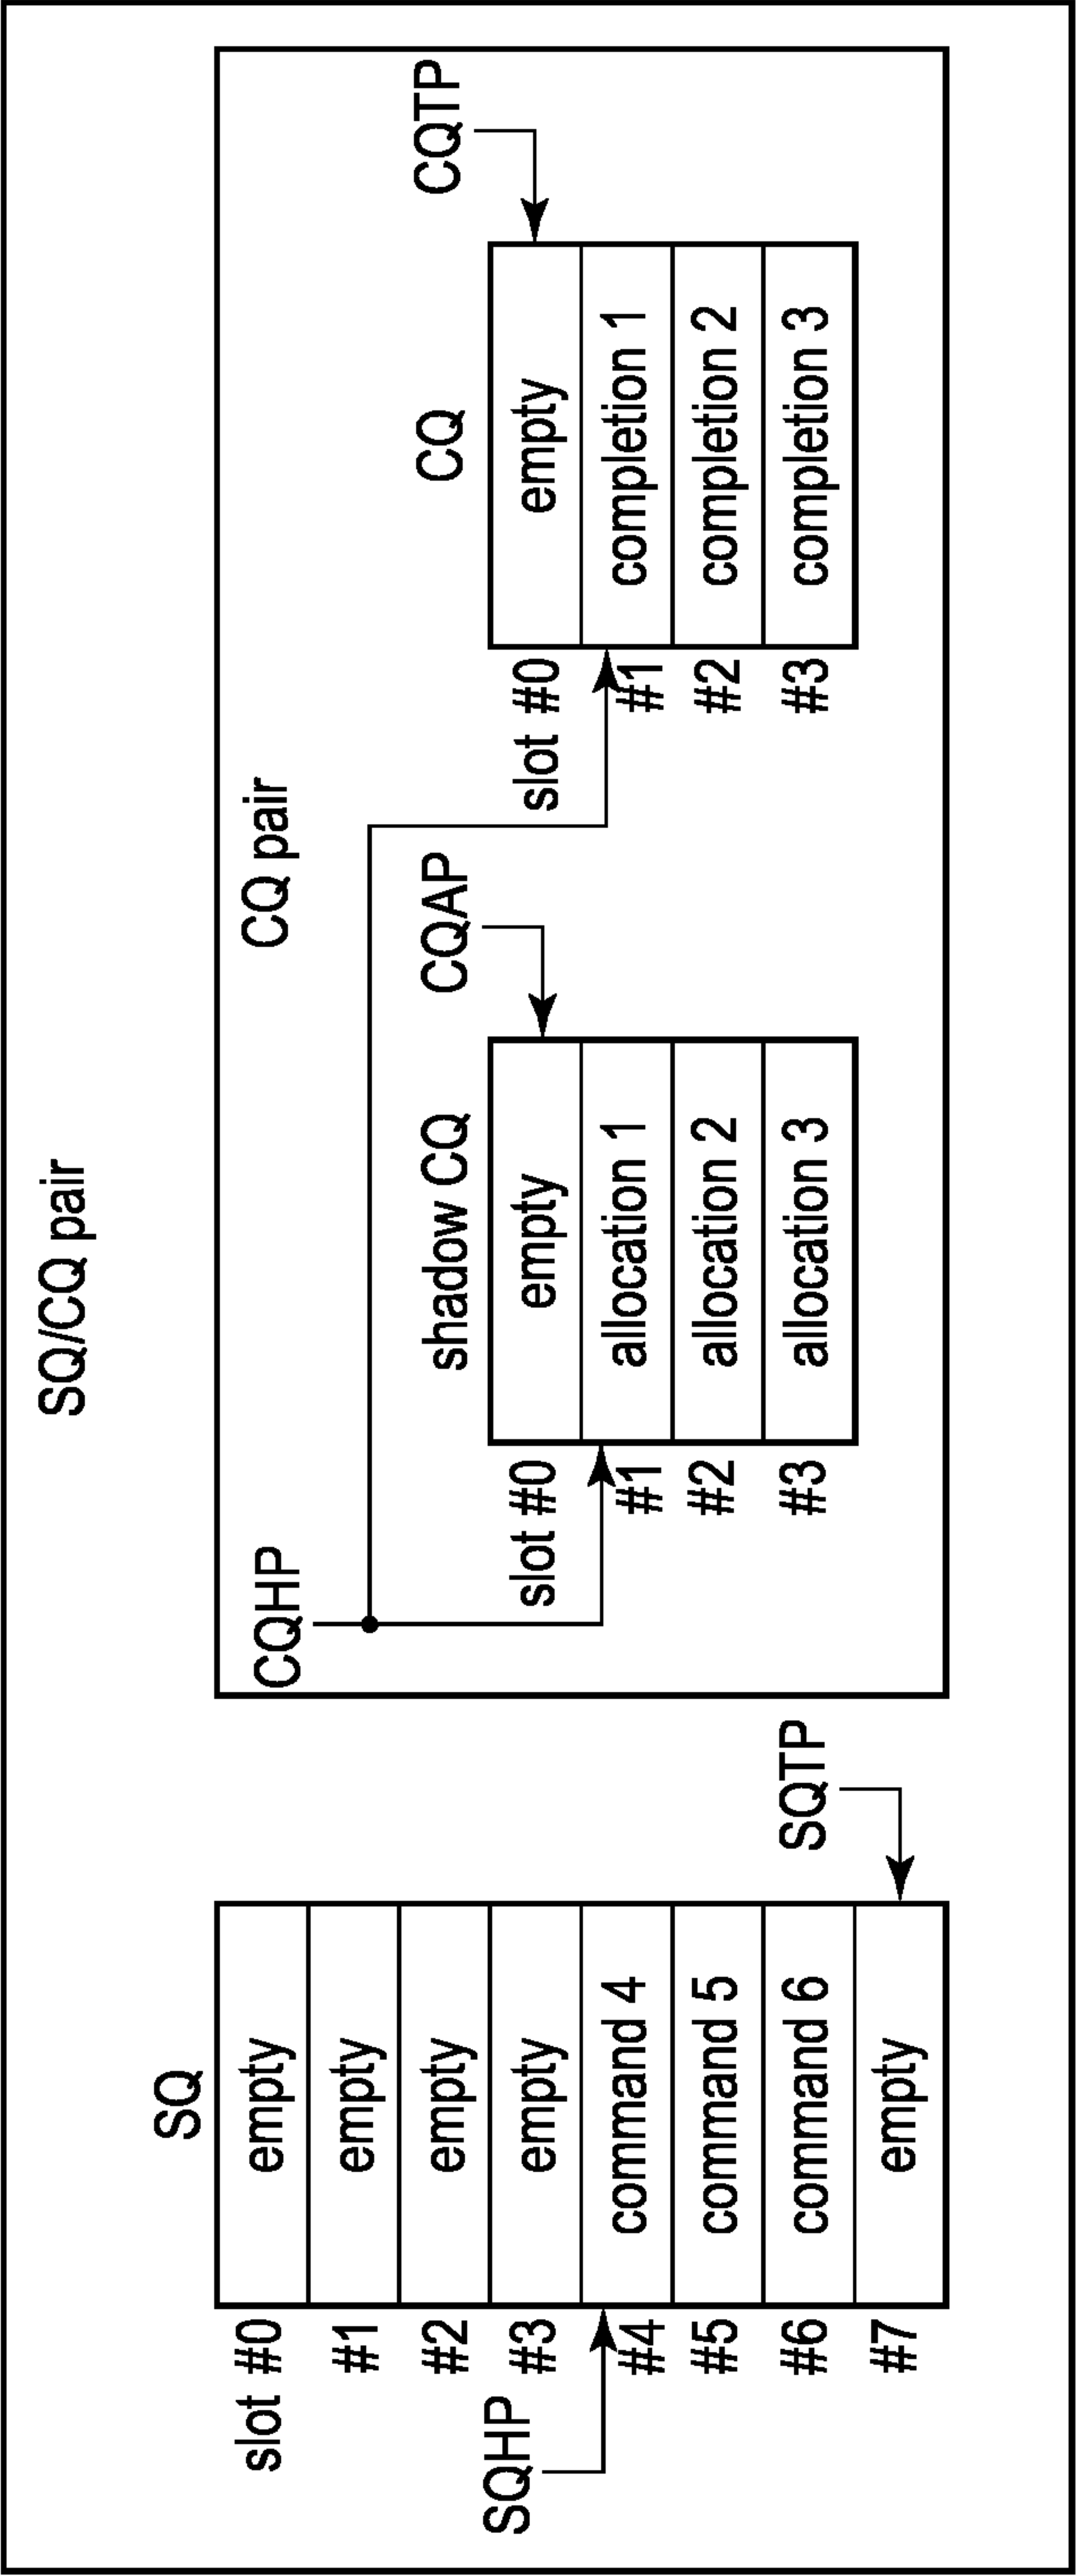 SQ/CQ pair
SQ
slot #0 empty
#1 empty
#2 empty
#3 empty
SQHP
#4 command 4
#5 command 5
#6 command 6
SQTP
#7 empty
CQ pair
CQHP
shadow CQ
CQAP
slot #0 empty
#1 allocation 1
#2 allocation 2
#3 allocation 3
CQ
CQTP
slot #0 empty
#1 completion 1
#2 completion 2
#3 completion 3